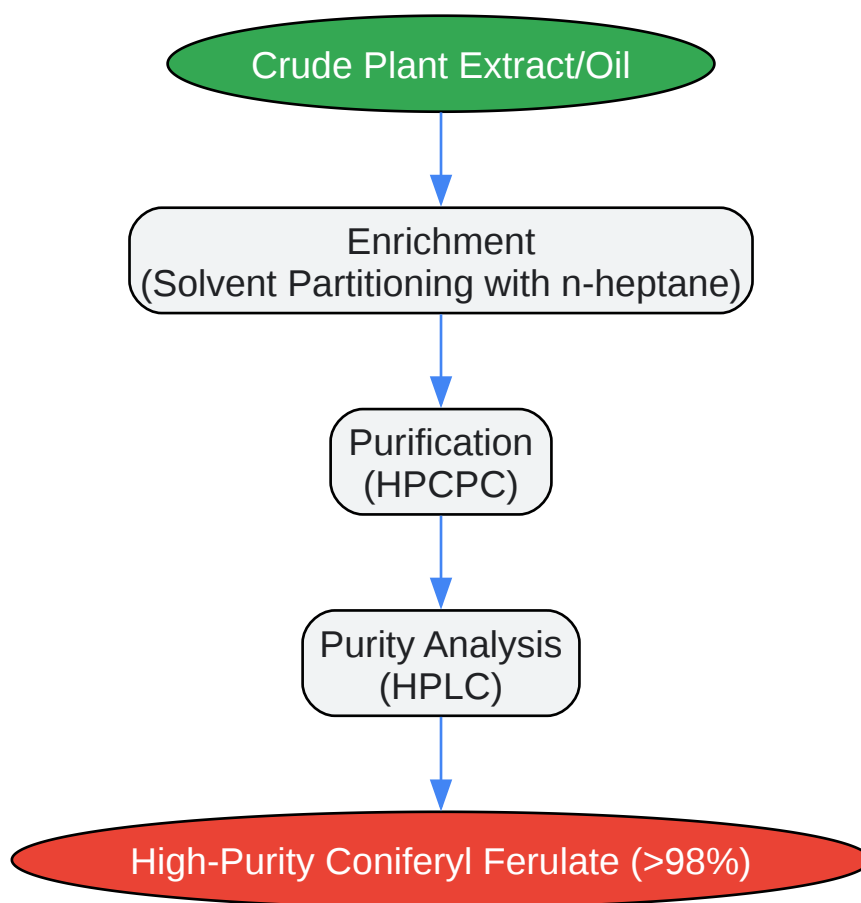 Crude Plant Extract/Oil
Enrichment
(Solvent Partitioning with n-heptane)
Purification
(HPCPC)
Purity Analysis
(HPLC)
High-Purity Coniferyl Ferulate (>98%)